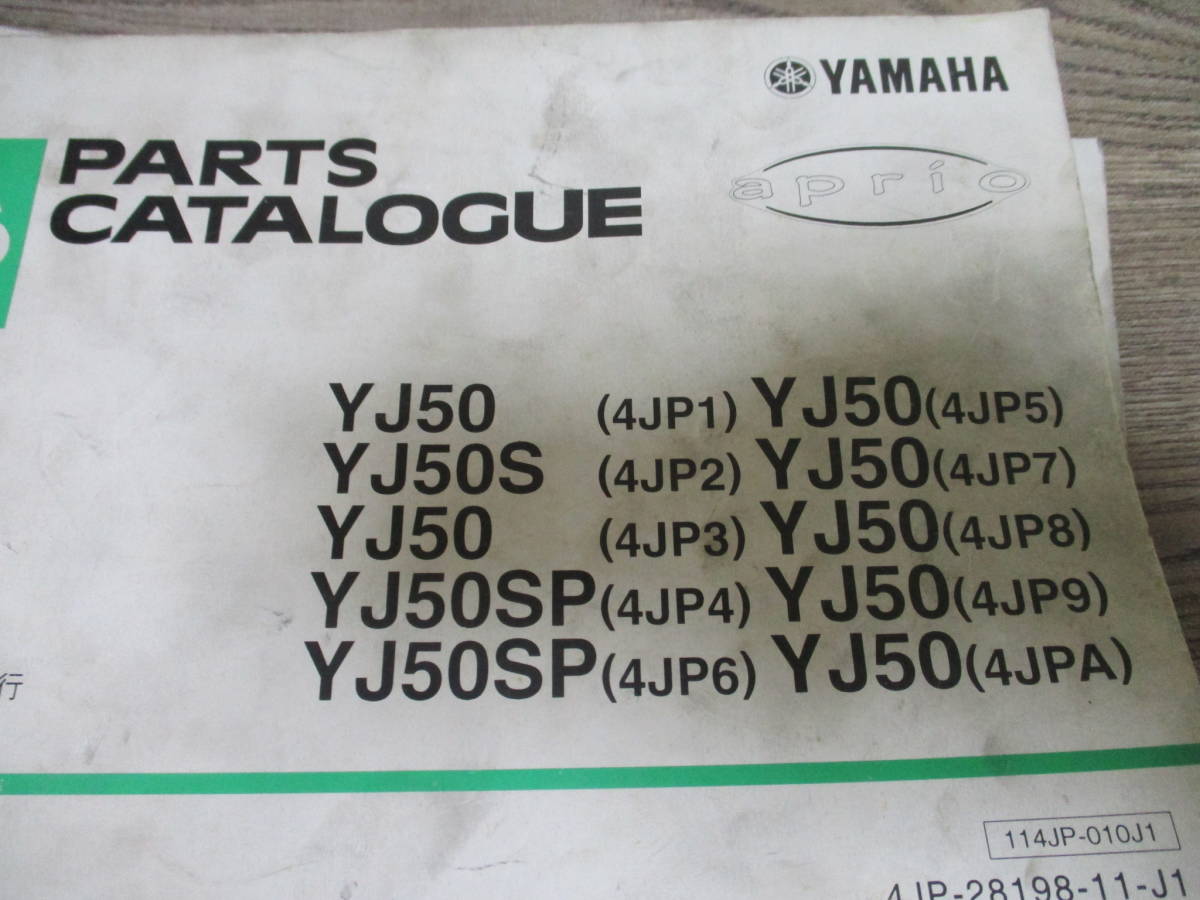 YAMAHA
PARTS
CATALOGUE
aprio
YJ50 (4JP1) YJ50 (4JP5)
YJ50S (4JP2) YJ50 (4JP7)
YJ50 (4JP3) YJ50 (4JP8)
YJ50SP (4JP4) YJ50 (4JP9)
YJ50SP (4JP6) YJ50 (4JPA)
行
114JP-010J1
4JP-28198-11-J1